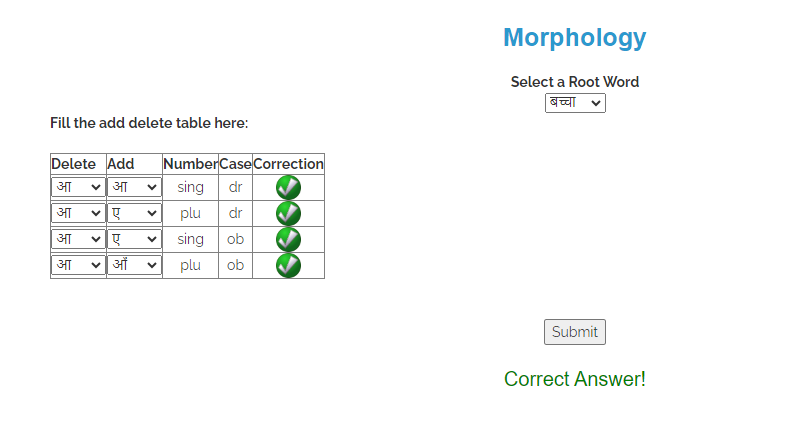 Morphology
Select a Root Word
बच्चा
Fill the add delete table here:
Delete Add Number Case Correction
आ आ sing dr
आ ए plu dr
आ ए sing ob
आ ओं plu ob
Submit
Correct Answer!